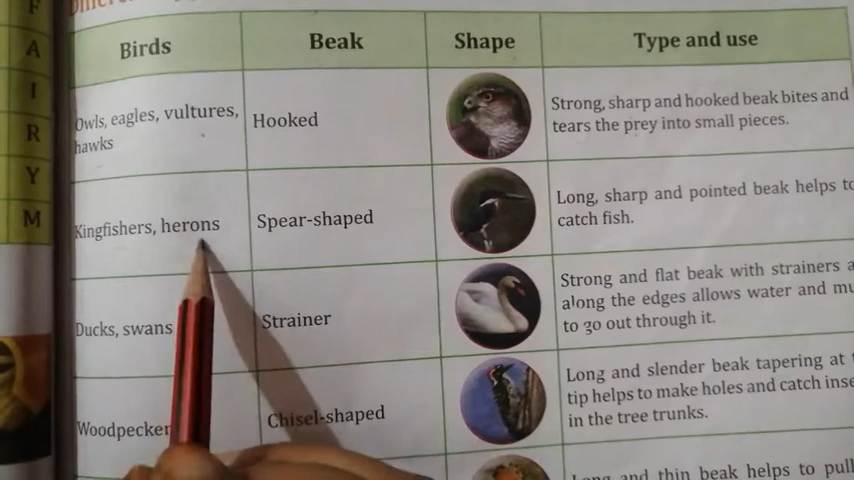 F
A
I
R
Y
M
Birds Beak Shape Type and use
Owls, eagles, vultures,
hawks
Hooked
Strong, sharp and hooked beak bites and
tears the prey into small pieces.
Kingfishers, herons
Spear-shaped
Long, sharp and pointed beak helps to
catch fish.
Ducks, swans
Strainer
Strong and flat beak with strainers
along the edges allows water and
to go out through it.
Woodpecker
Chisel-shaped
Long and slender beak tapering at
tip helps to make holes and catch
in the tree trunks.
and thin beak helps to pull